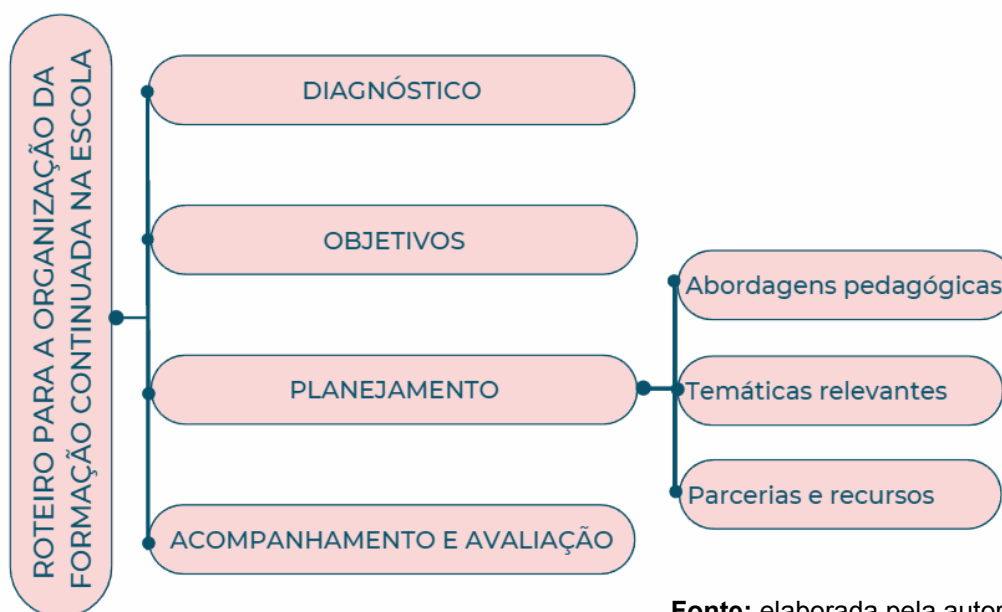 ROTEIRO PARA A ORGANIZAÇÃO DA
FORMAÇÃO CONTINUADA NA ESCOLA
DIAGNÓSTICO
OBJETIVOS
PLANEJAMENTO
Abordagens pedagógicas
Temáticas relevantes
Parcerias e recursos
ACOMPANHAMENTO E AVALIAÇÃO
Fonte: elaborada pela